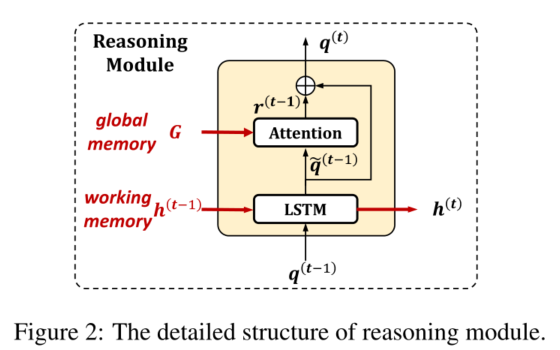 Reasoning
Module
q^(t)
⊕
r^(t−1)
global
memory G
Attention
q̃^(t−1)
working
memory h^(t−1)
LSTM
h^(t)
q^(t−1)
Figure 2: The detailed structure of reasoning module.